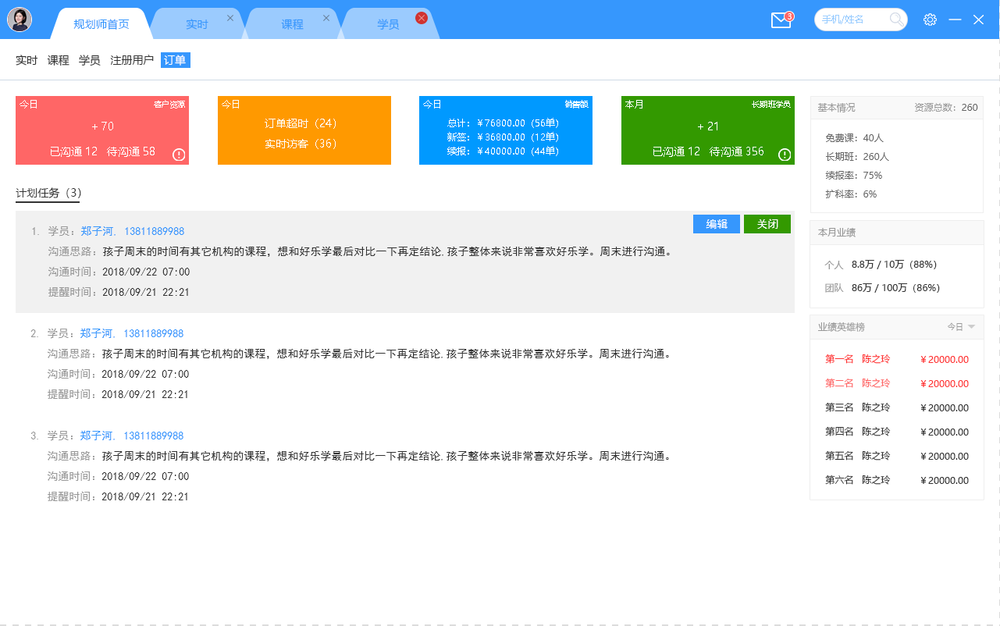 规划师首页 实时 课程 学员 3 手机/姓名
实时 课程 学员 注册用户 订单
今日 客户资源
+ 70
已沟通 12 待沟通 58
今日
订单超时（24）
实时访客（36）
今日 销售额
总计：￥76800.00（56单）
新签：￥36800.00（12单）
续报：￥40000.00（44单）
本月 长期班学员
+ 21
已沟通 12 待沟通 356
计划任务（3）
编辑 关闭
1. 学员：郑子河. 13811889988
沟通思路：孩子周末的时间有其它机构的课程，想和好乐学最后对比一下再定结论.孩子整体来说非常喜欢好乐学。周末进行沟通。
沟通时间：2018/09/22 07:00
提醒时间：2018/09/21 22:21
2. 学员：郑子河. 13811889988
沟通思路：孩子周末的时间有其它机构的课程，想和好乐学最后对比一下再定结论.孩子整体来说非常喜欢好乐学。周末进行沟通。
沟通时间：2018/09/22 07:00
提醒时间：2018/09/21 22:21
3. 学员：郑子河. 13811889988
沟通思路：孩子周末的时间有其它机构的课程，想和好乐学最后对比一下再定结论.孩子整体来说非常喜欢好乐学。周末进行沟通。
沟通时间：2018/09/22 07:00
提醒时间：2018/09/21 22:21
基本情况 资源总数：260
免费课：40人
长期班：260人
续报率：75%
扩科率：6%
本月业绩
个人 8.8万 / 10万（88%）
团队 86万 / 100万（86%）
业绩英雄榜 今日
第一名 陈之玲 ￥20000.00
第二名 陈之玲 ￥20000.00
第三名 陈之玲 ￥20000.00
第四名 陈之玲 ￥20000.00
第五名 陈之玲 ￥20000.00
第六名 陈之玲 ￥20000.00